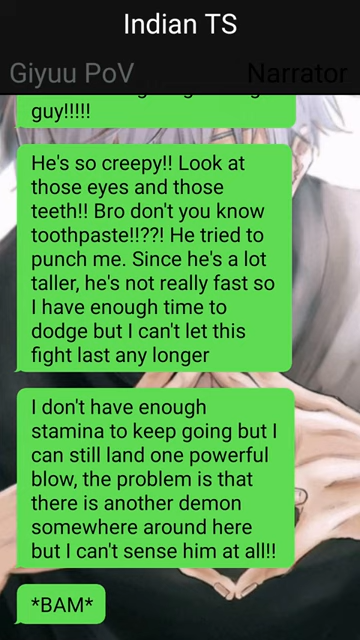 Indian TS
Giyuu PoV
Narrator
guy!!!!!
He's so creepy!! Look at
those eyes and those
teeth!! Bro don't you know
toothpaste!!??! He tried to
punch me. Since he's a lot
taller, he's not really fast so
I have enough time to
dodge but I can't let this
fight last any longer
I don't have enough
stamina to keep going but I
can still land one powerful
blow, the problem is that
there is another demon
somewhere around here
but I can't sense him at all!!
*BAM*